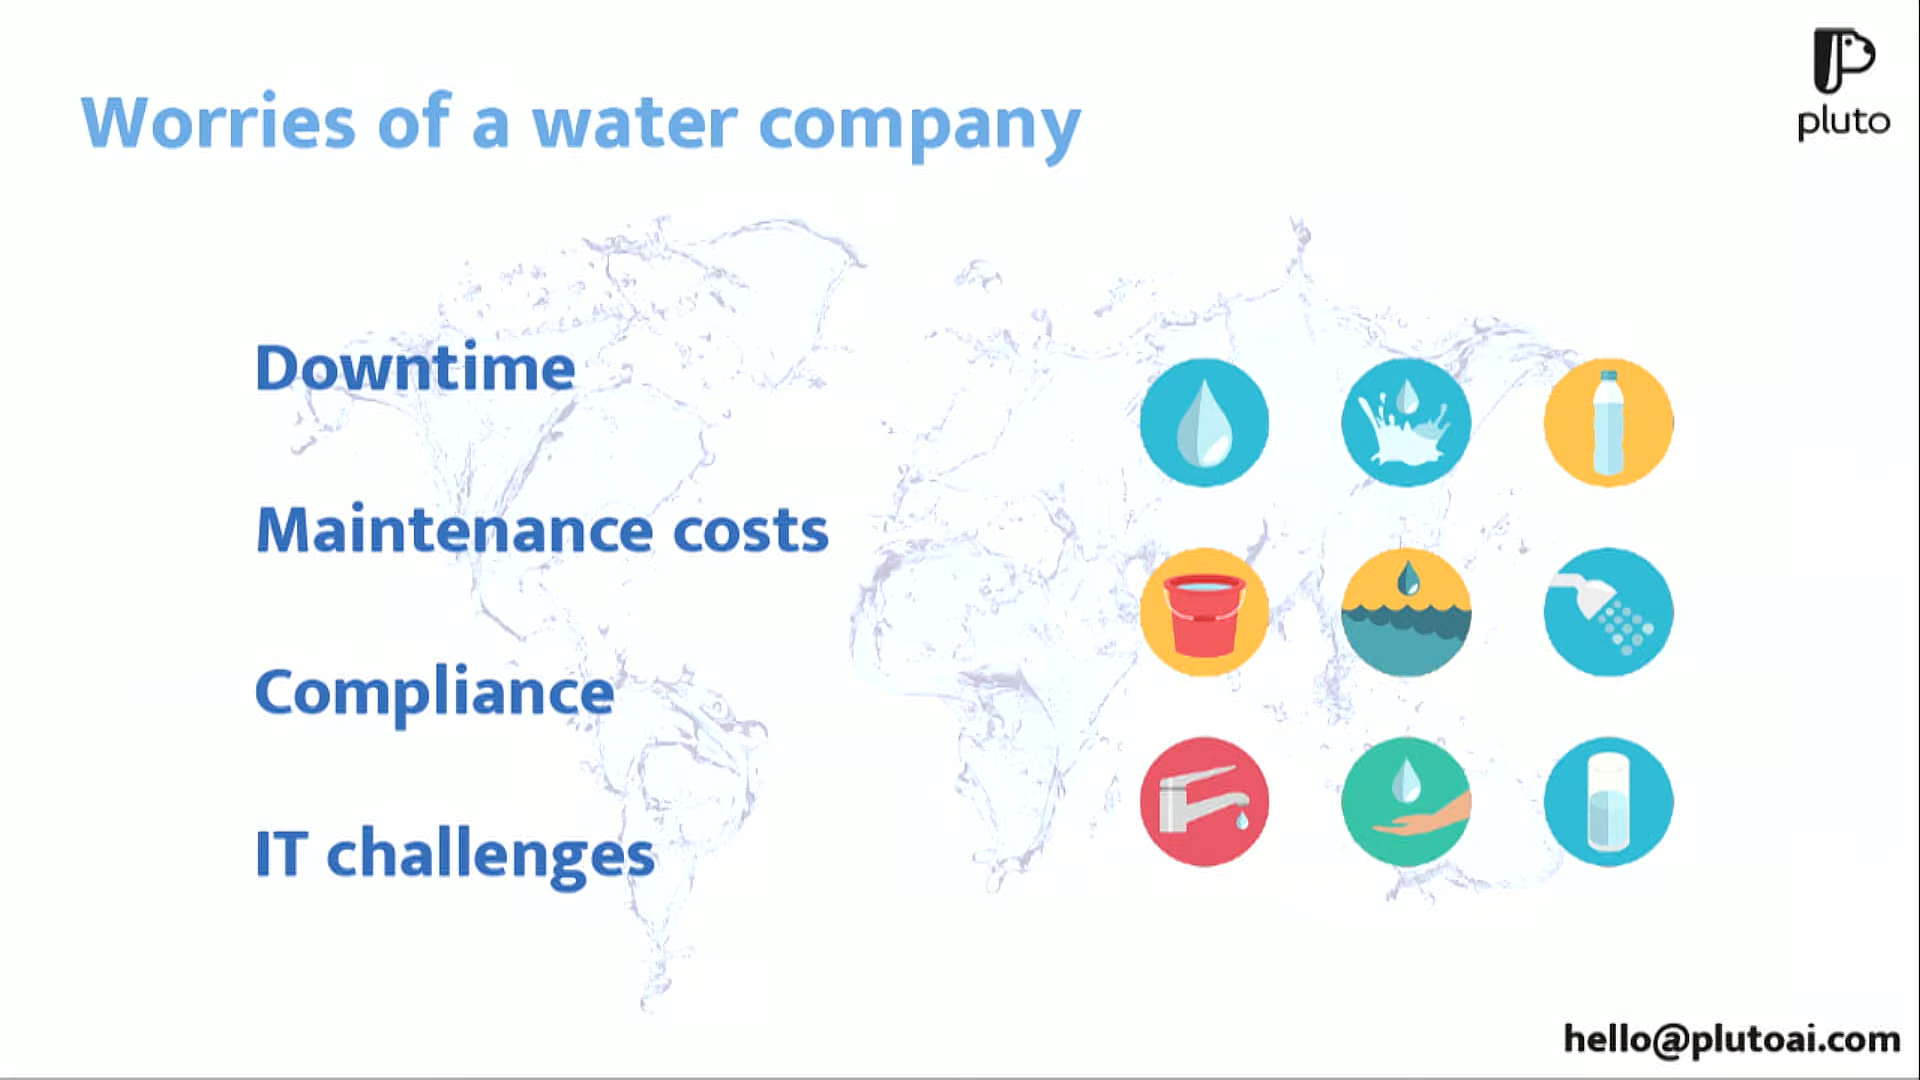 Worries of a water company
pluto
Downtime
Maintenance costs
Compliance
IT challenges
hello@plutoai.com